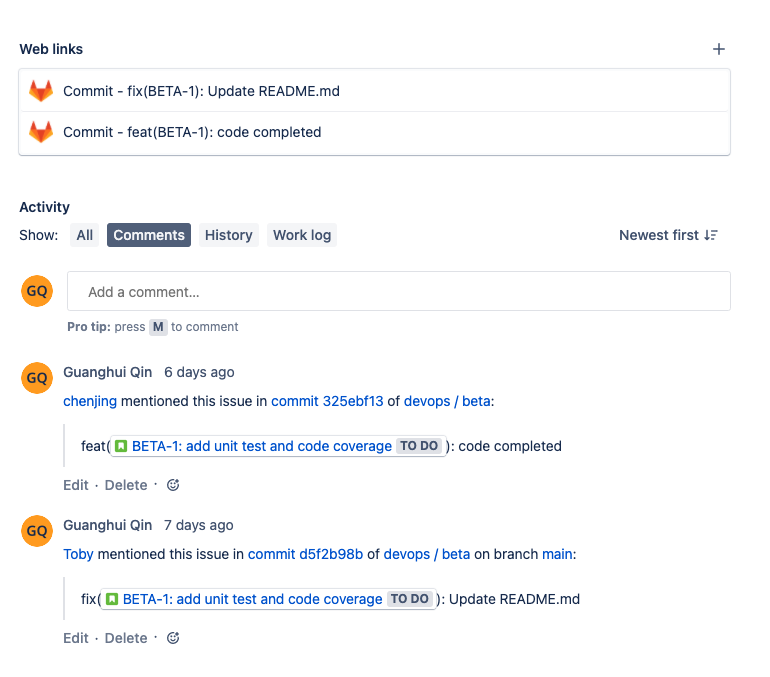 Web links
Commit - fix(BETA-1): Update README.md
Commit - feat(BETA-1): code completed
Activity
Show: All Comments History Work log Newest first
GQ Add a comment...
Pro tip: press M to comment
GQ Guanghui Qin 6 days ago
chenjing mentioned this issue in commit 325ebf13 of devops / beta:
feat( BETA-1: add unit test and code coverage TO DO ): code completed
Edit · Delete ·
GQ Guanghui Qin 7 days ago
Toby mentioned this issue in commit d5f2b98b of devops / beta on branch main:
fix( BETA-1: add unit test and code coverage TO DO ): Update README.md
Edit · Delete ·